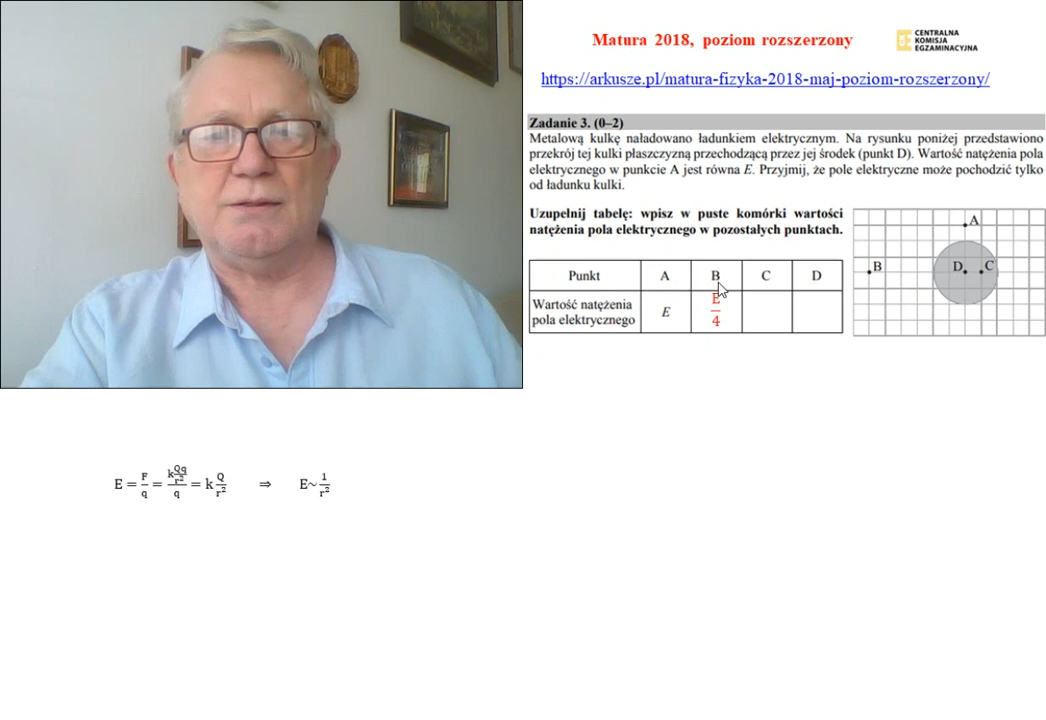 Matura 2018, poziom rozszerzony
CENTRALNA
KOMISJA
EGZAMINACYJNA
https://arkusze.pl/matura-fizyka-2018-maj-poziom-rozszerzony/
Zadanie 3. (0–2)
Metalową kulkę naładowano ładunkiem elektrycznym. Na rysunku poniżej przedstawiono
przekrój tej kulki płaszczyzną przechodzącą przez jej środek (punkt D). Wartość natężenia pola
elektrycznego w punkcie A jest równa E. Przyjmij, że pole elektryczne może pochodzić tylko
od ładunku kulki.
Uzupełnij tabelę: wpisz w puste komórki wartości
natężenia pola elektrycznego w pozostałych punktach.
Punkt A B C D
Wartość natężenia
pola elektrycznego E E/4
A
B D C
E = F/q = (k Qq/r²)/q = k Q/r² ⇒ E~ 1/r²